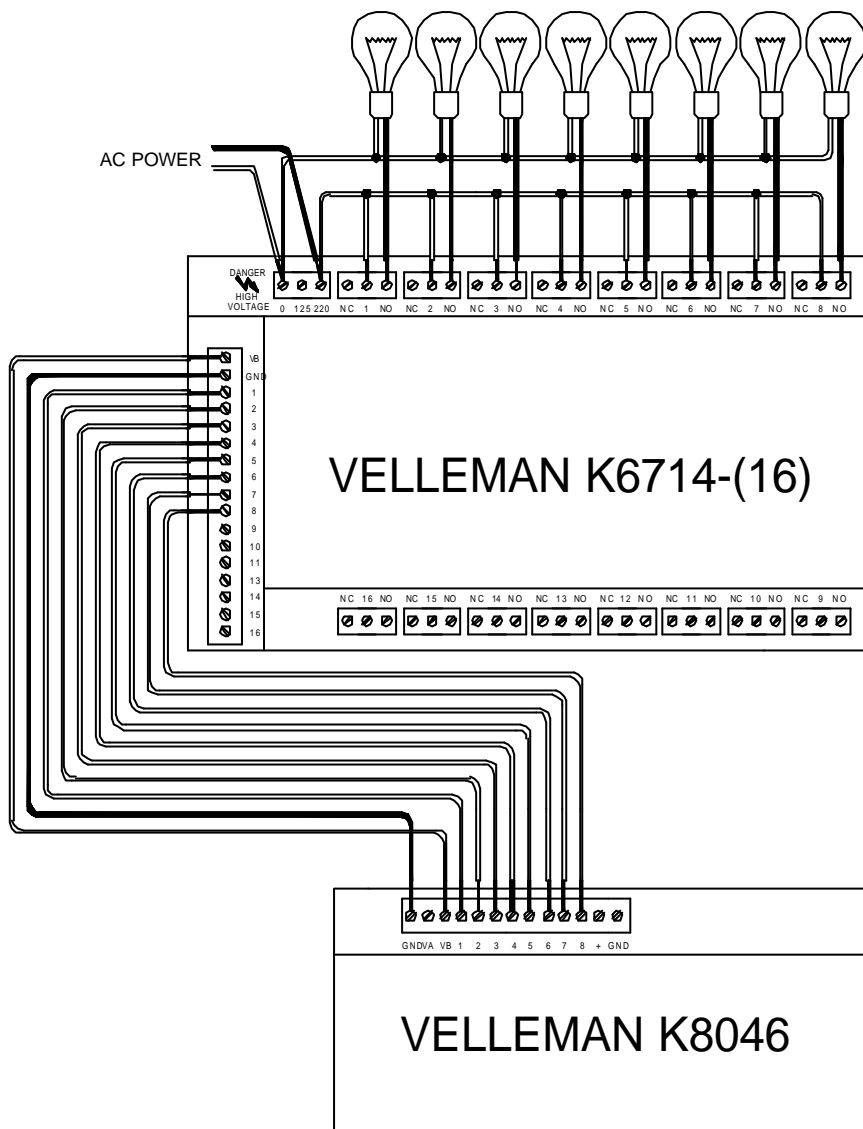 AC POWER
DANGER
HIGH
VOLTAGE
0 125 220
NC 1 NO NC 2 NO NC 3 NO NC 4 NO NC 5 NO NC 6 NO NC 7 NO NC 8 NO
VB
GND
1
2
3
4
5
6
7
8
9
10
11
13
14
15
16
VELLEMAN K6714-(16)
NC 16 NO NC 15 NO NC 14 NO NC 13 NO NC 12 NO NC 11 NO NC 10 NO NC 9 NO
GND VA VB 1 2 3 4 5 6 7 8 + GND
VELLEMAN K8046